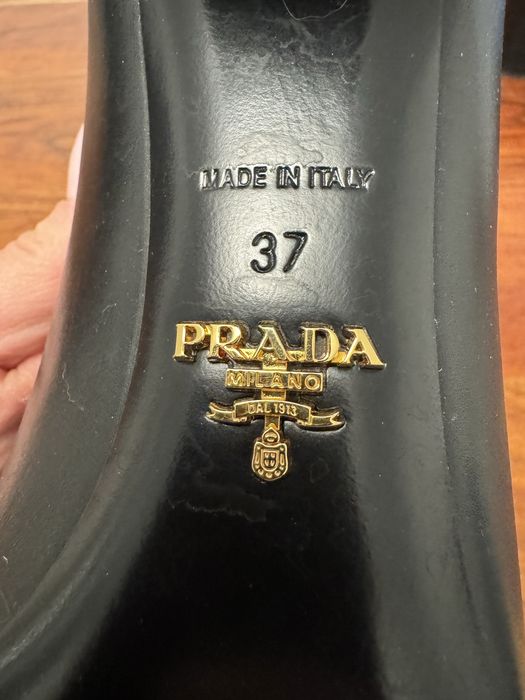 MADE IN ITALY
37
PRADA
MILANO
DAL 1913